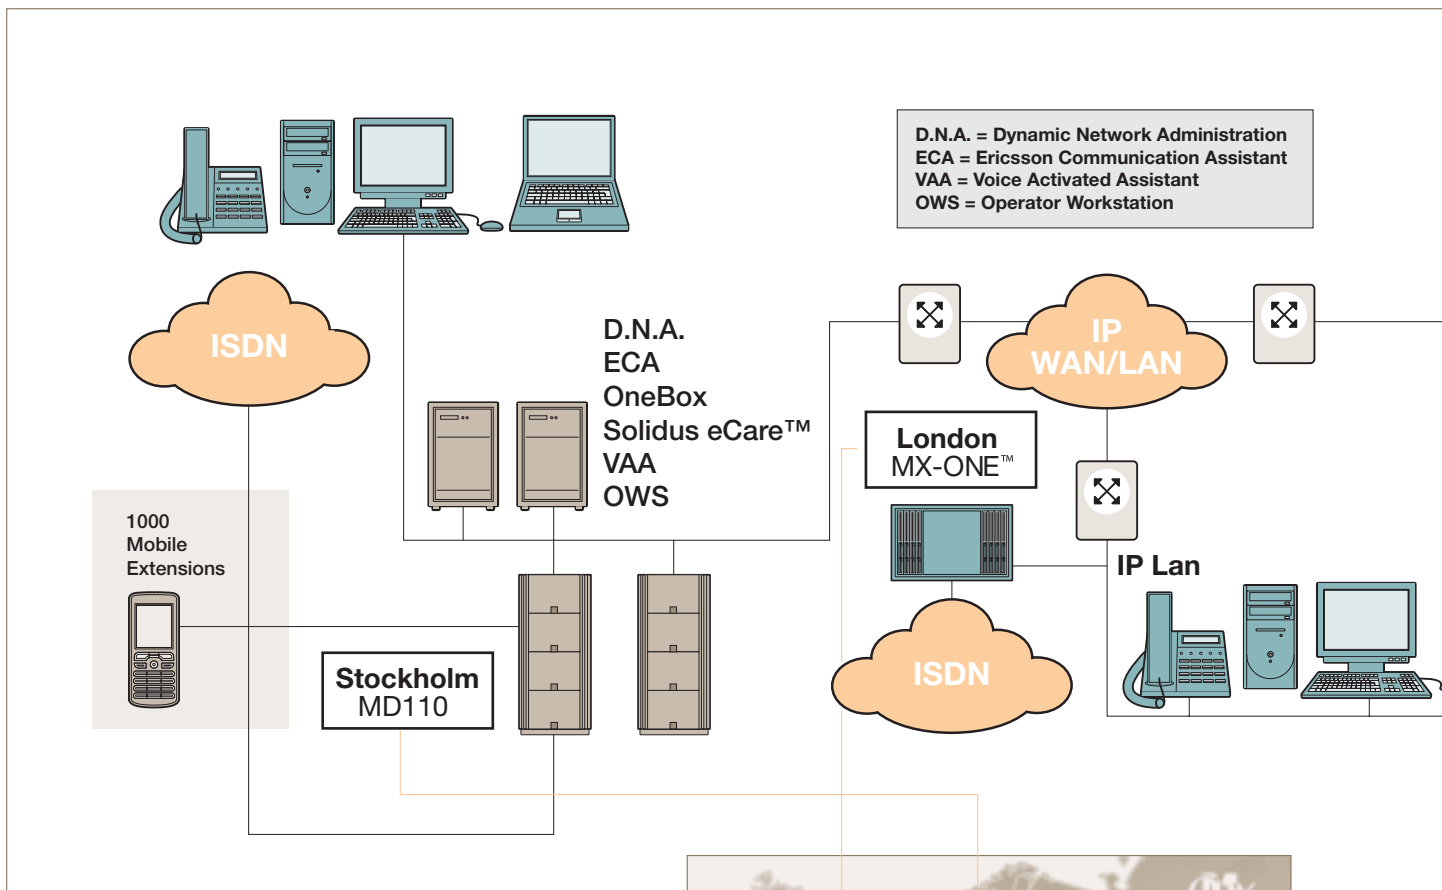 D.N.A. = Dynamic Network Administration
ECA = Ericsson Communication Assistant
VAA = Voice Activated Assistant
OWS = Operator Workstation
ISDN
D.N.A.
ECA
OneBox
Solidus eCare™
VAA
OWS
IP
WAN/LAN
London
MX-ONE™
1000
Mobile
Extensions
IP Lan
Stockholm
MD110
ISDN